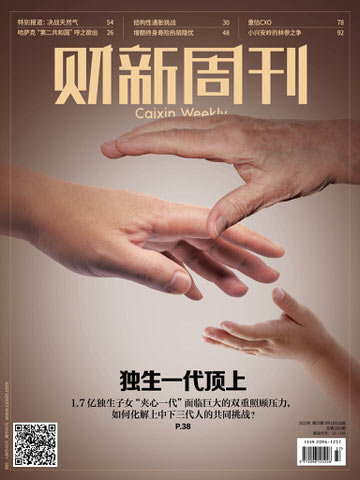 特别报道：决战天然气 54
哈萨克“第二共和国”呼之欲出 26
结构性通胀挑战 30
增额终身寿险热销隐忧 48
重估CXO 78
小兴安岭的林参之争 92
财新周刊
Caixin Weekly
独生一代顶上
1.7亿独生子女“夹心一代”面临巨大的双重照顾压力，
如何化解上中下三代人的共同挑战？
P.38
ISSN 2096-1251